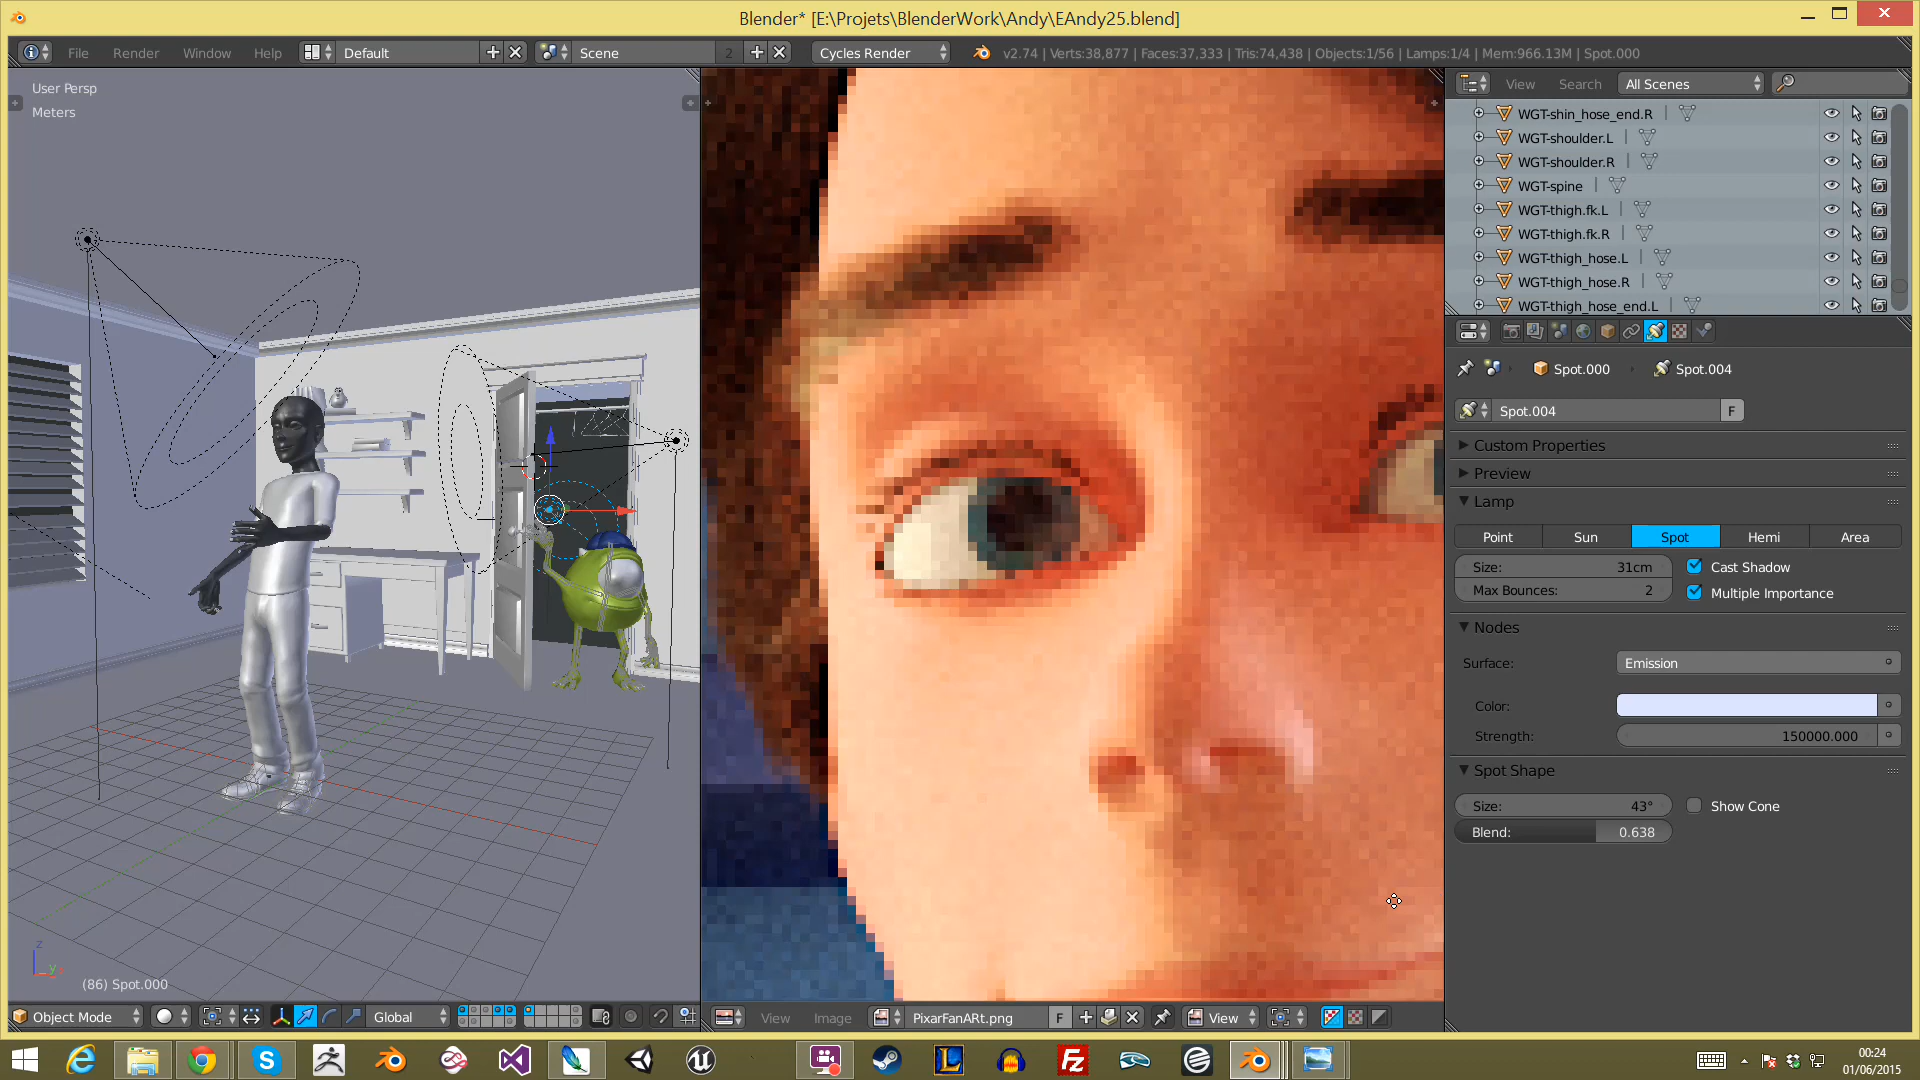 Blender* [E:\Projets\BlenderWork\Andy\EAndy25.blend]
File Render Window Help Default Scene 2 Cycles Render v2.74 | Verts:38,877 | Faces:37,333 | Tris:74,438 | Objects:1/56 | Lamps:1/4 | Mem:966.13M | Spot.000
User Persp
Meters
View Search All Scenes
WGT-shin_hose_end.R
WGT-shoulder.L
WGT-shoulder.R
WGT-spine
WGT-thigh.fk.L
WGT-thigh.fk.R
WGT-thigh_hose.L
WGT-thigh_hose.R
WGT-thigh_hose_end.L
Spot.000 Spot.004
Spot.004 F
Custom Properties
Preview
Lamp
Point Sun Spot Hemi Area
Size: 31cm Cast Shadow
Max Bounces: 2 Multiple Importance
Nodes
Surface: Emission
Color:
Strength: 150000.000
Spot Shape
Size: 43° Show Cone
Blend: 0.638
z
y
(86) Spot.000
Object Mode Global View Image PixarFanARt.png F View
00:24
01/06/2015